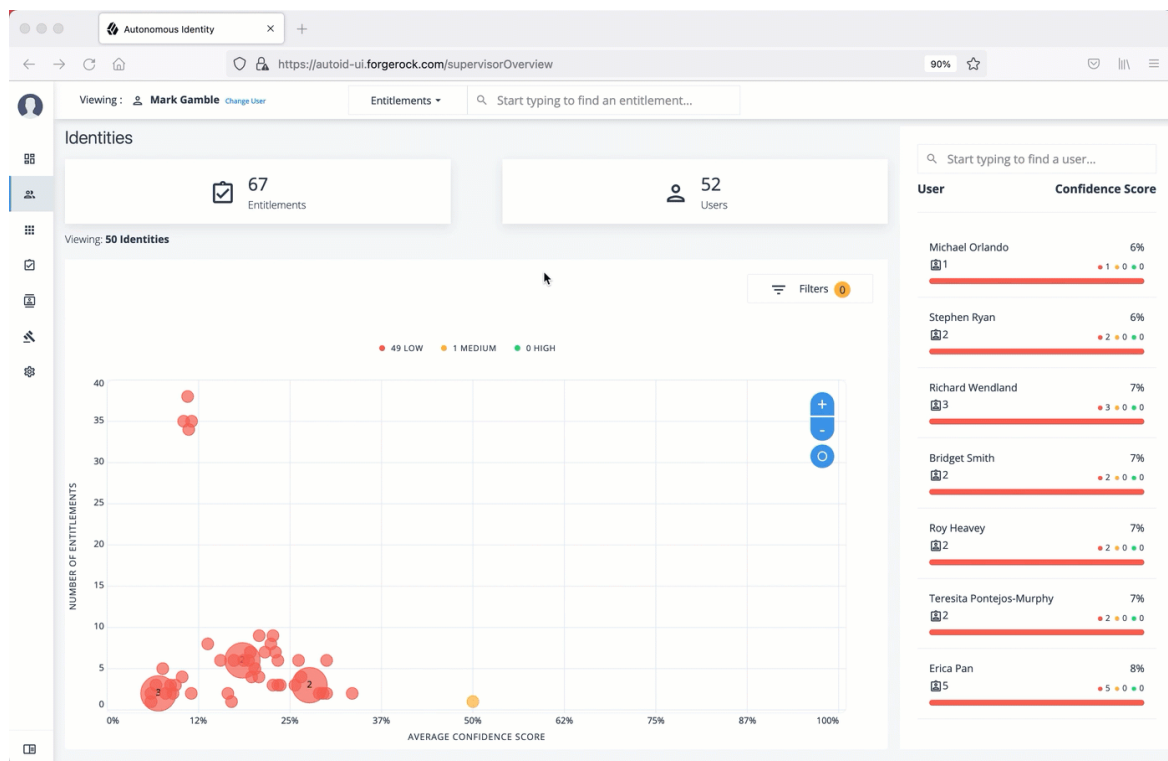 Autonomous Identity
https://autoid-ui.forgerock.com/supervisorOverview
90%
Viewing : Mark Gamble Change User
Entitlements
Start typing to find an entitlement...
Identities
67
Entitlements
52
Users
Viewing: 50 Identities
Filters 0
49 LOW 1 MEDIUM 0 HIGH
40
35
30
25
20
15
10
5
0
NUMBER OF ENTITLEMENTS
3
2
0% 12% 25% 37% 50% 62% 75% 87% 100%
AVERAGE CONFIDENCE SCORE
+
-
Start typing to find a user...
User Confidence Score
Michael Orlando 6%
1 1 0 0
Stephen Ryan 6%
2 2 0 0
Richard Wendland 7%
3 3 0 0
Bridget Smith 7%
2 2 0 0
Roy Heavey 7%
2 2 0 0
Teresita Pontejos-Murphy 7%
2 2 0 0
Erica Pan 8%
5 5 0 0